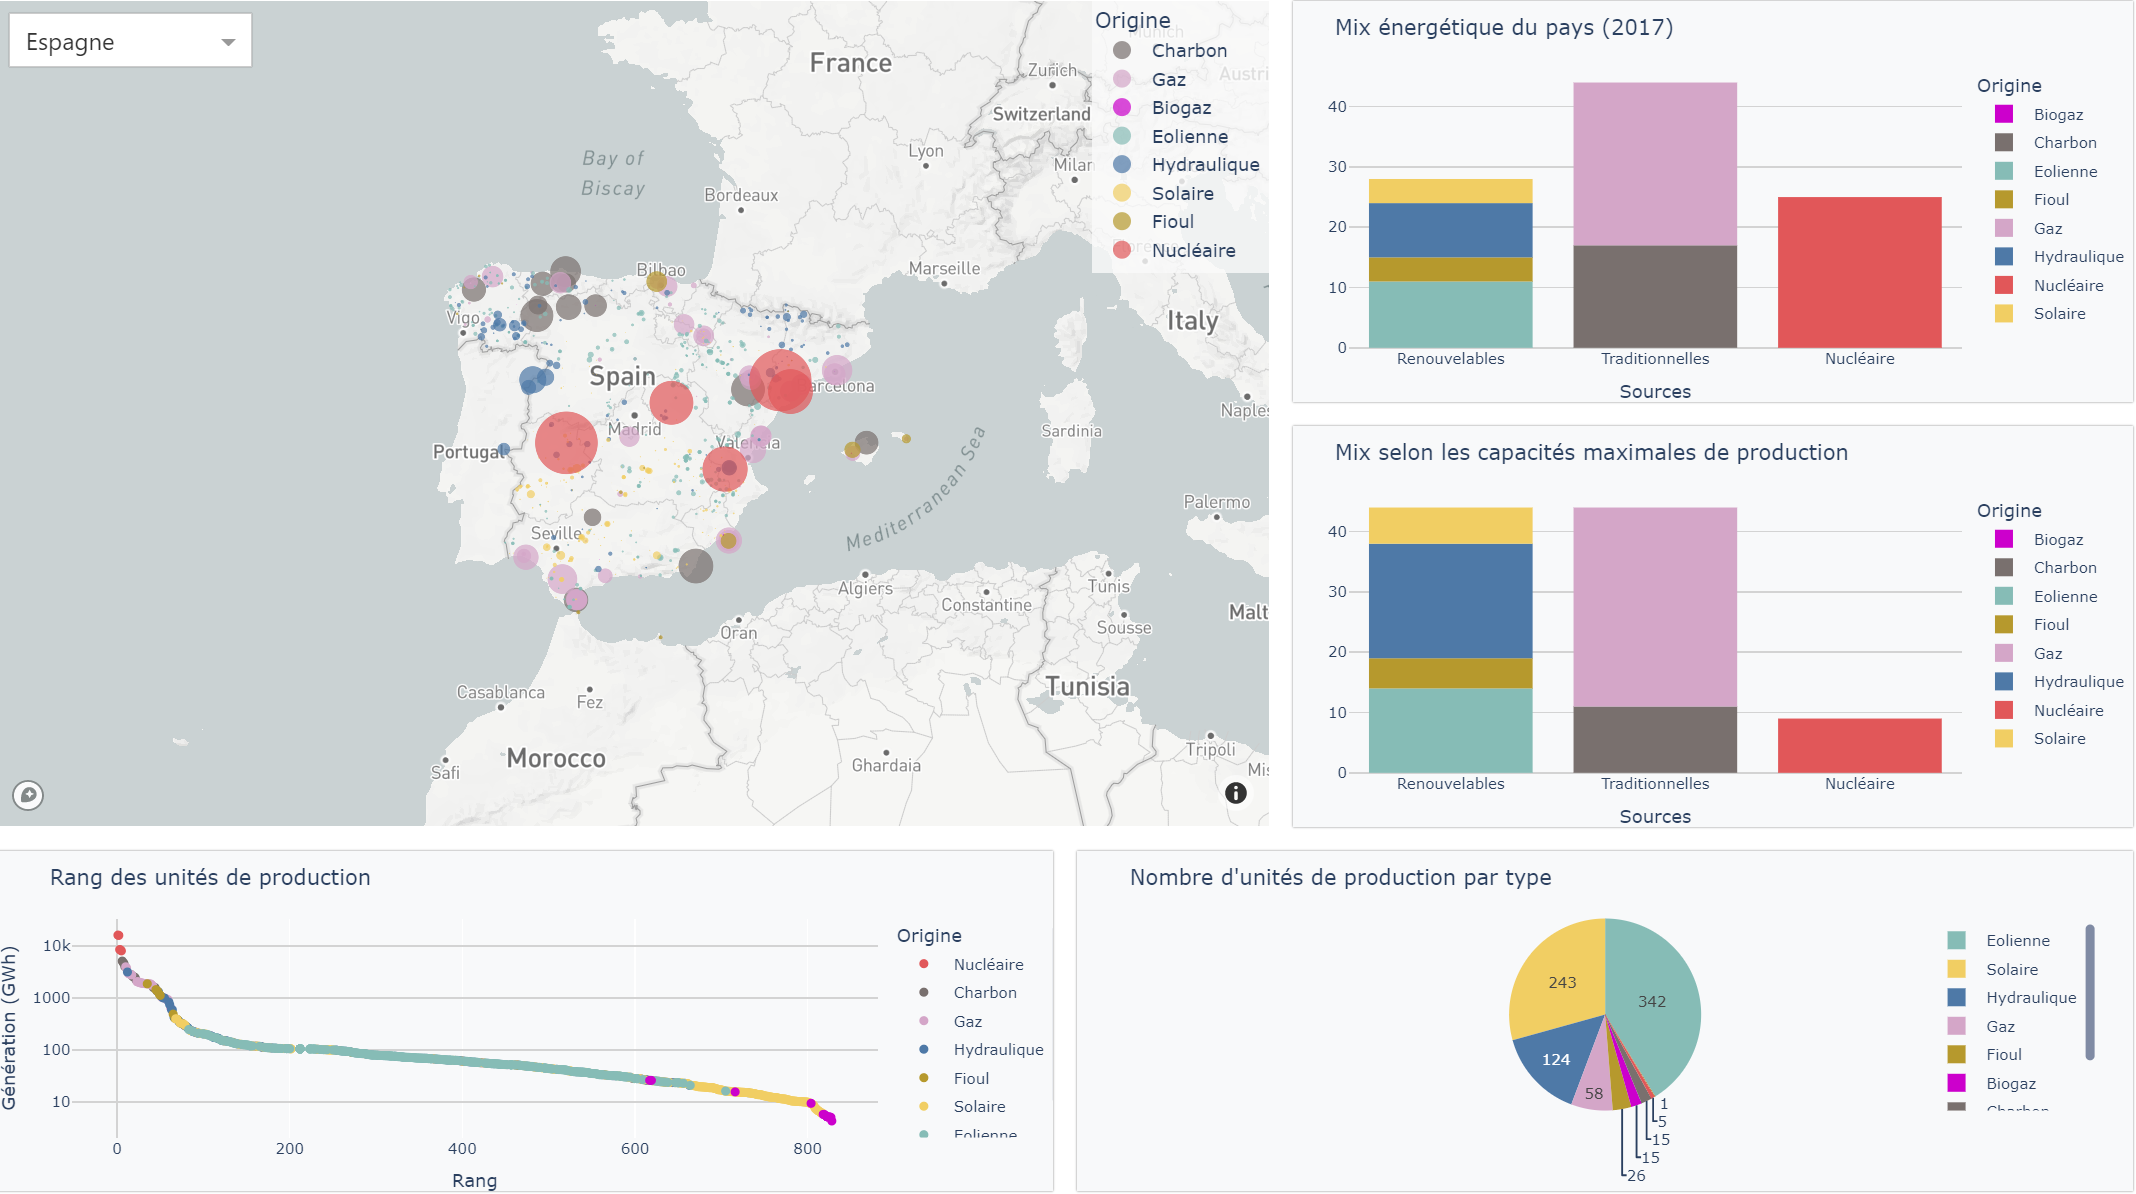 Espagne
Origine
Charbon
Gaz
Biogaz
Eolienne
Hydraulique
Solaire
Fioul
Nucléaire
France
Zurich
Austri
Switzerland
Bay of
Biscay
Lyon
Milan
Bordeaux
Marseille
Bilbao
Vigo
Italy
Spain
arcelona
Naples
Madrid
Valencia
Sardinia
Portugal
Mediterranean Sea
Palermo
Seville
Algiers
Constantine
Tunis
Sousse
Malt
Oran
Casablanca
Fez
Tunisia
Tripoli
Morocco
Ghardaia
Safi
Mis
Mix énergétique du pays (2017)
40
30
20
10
0
Renouvelables
Traditionnelles
Nucléaire
Sources
Origine
Biogaz
Charbon
Eolienne
Fioul
Gaz
Hydraulique
Nucléaire
Solaire
Mix selon les capacités maximales de production
40
30
20
10
0
Renouvelables
Traditionnelles
Nucléaire
Sources
Origine
Biogaz
Charbon
Eolienne
Fioul
Gaz
Hydraulique
Nucléaire
Solaire
Rang des unités de production
Génération (GWh)
10k
1000
100
10
0
200
400
600
800
Rang
Origine
Nucléaire
Charbon
Gaz
Hydraulique
Fioul
Solaire
Eolienne
Nombre d'unités de production par type
243
342
124
58
1
5
15
15
26
Eolienne
Solaire
Hydraulique
Gaz
Fioul
Biogaz
Charbon